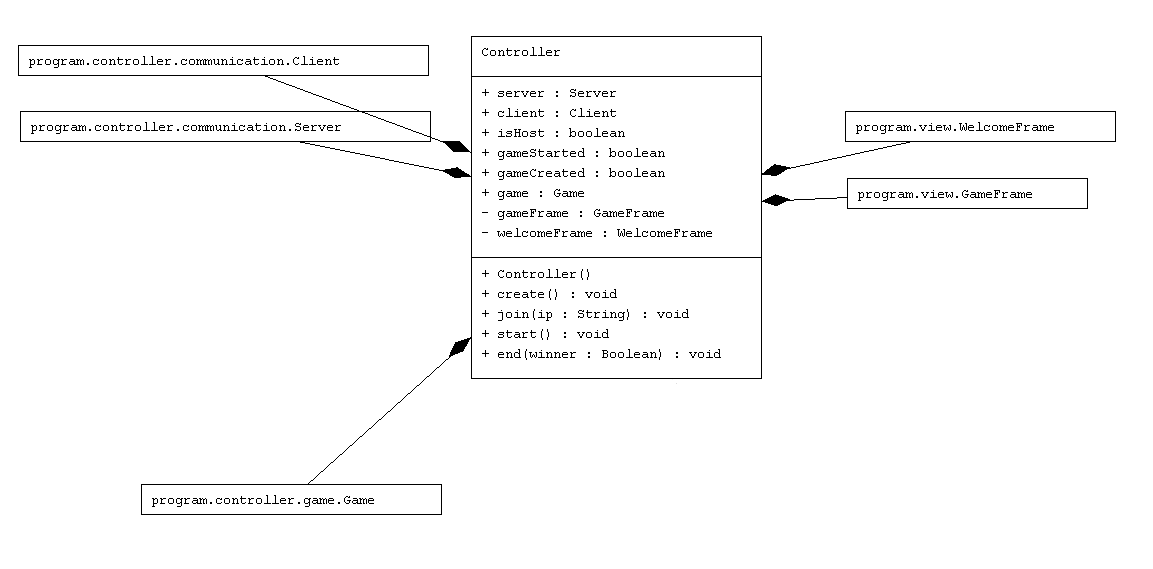 program.controller.communication.Client
program.controller.communication.Server
Controller
+ server : Server
+ client : Client
+ isHost : boolean
+ gameStarted : boolean
+ gameCreated : boolean
+ game : Game
- gameFrame : GameFrame
- welcomeFrame : WelcomeFrame
+ Controller()
+ create() : void
+ join(ip : String) : void
+ start() : void
+ end(winner : Boolean) : void
program.view.WelcomeFrame
program.view.GameFrame
program.controller.game.Game